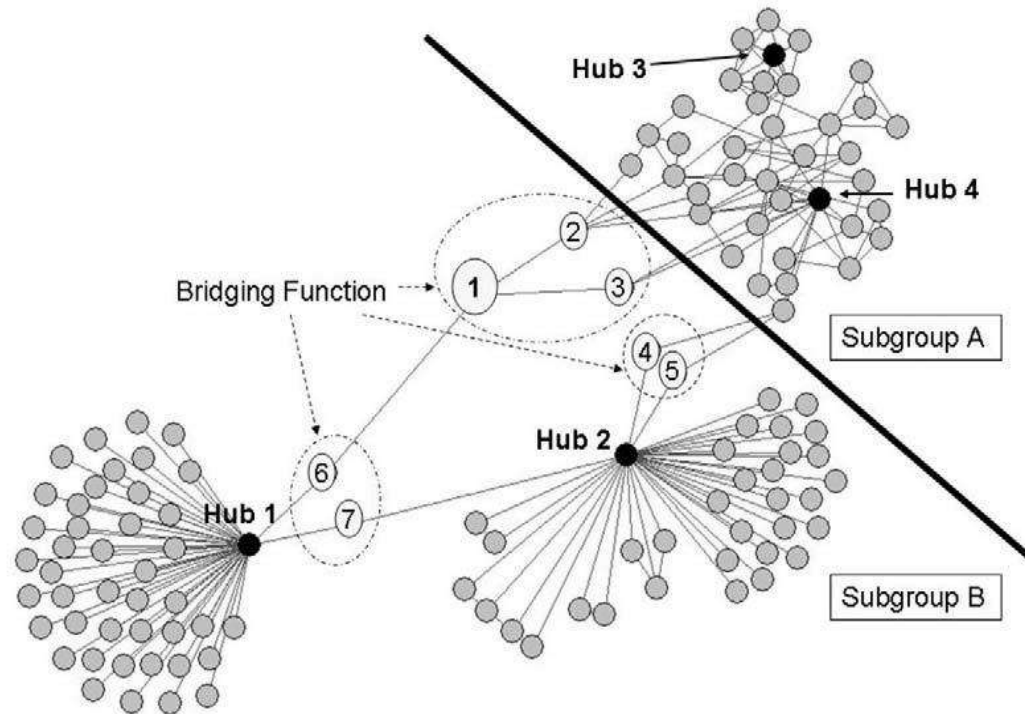 Hub 3
Hub 4
2
1
3
Bridging Function
Subgroup A
4
5
Hub 2
6
Hub 1
7
Subgroup B